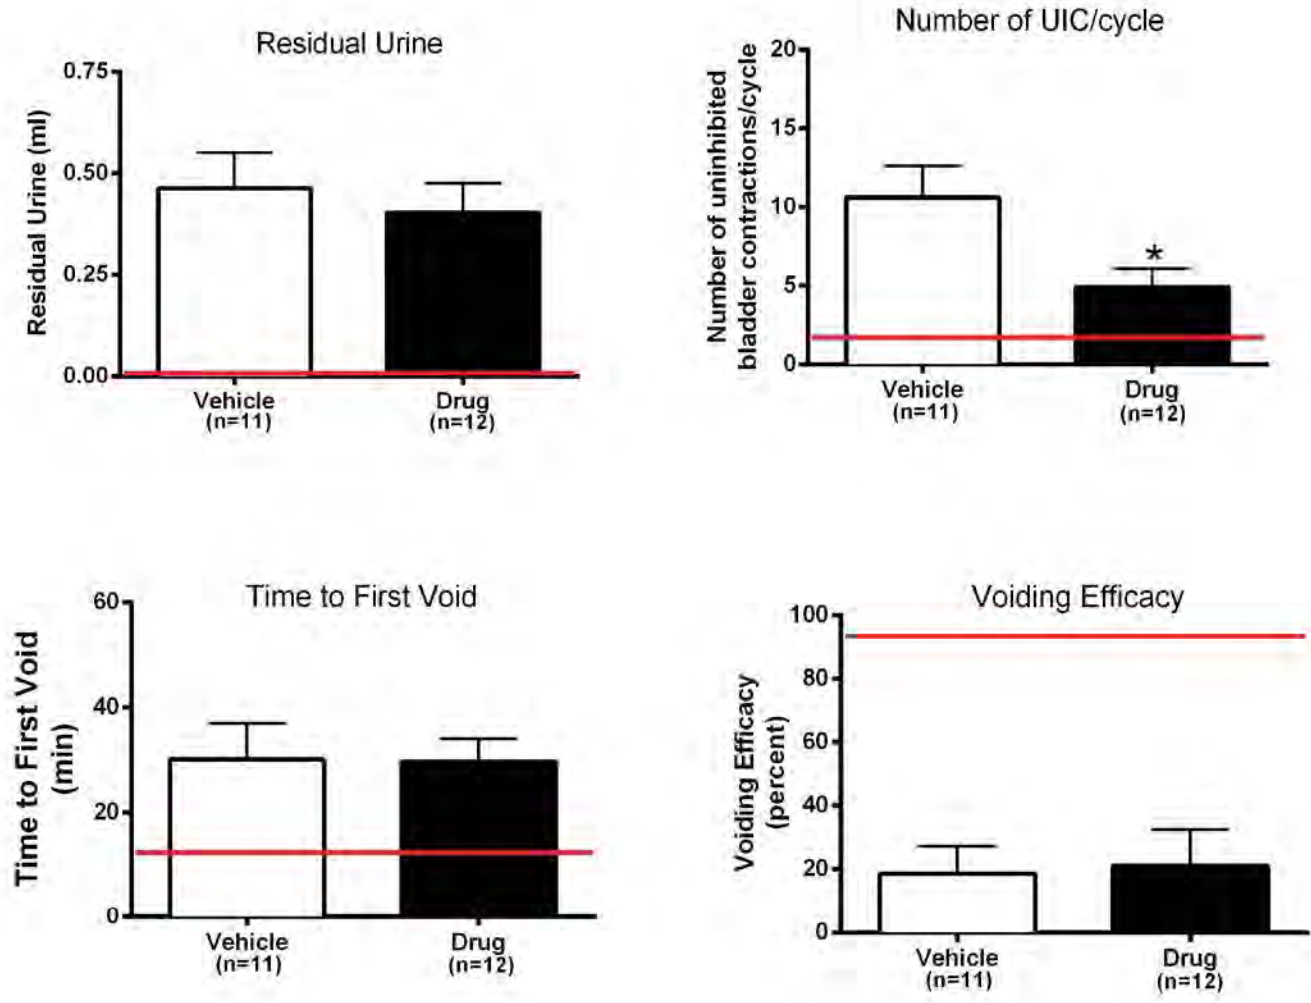 Residual Urine
Residual Urine (ml)
0.75
0.50
0.25
0.00
Vehicle
(n=11)
Drug
(n=12)
Number of UIC/cycle
Number of uninhibited
bladder contractions/cycle
20
15
10
5
0
*
Vehicle
(n=11)
Drug
(n=12)
Time to First Void
Time to First Void
(min)
60
40
20
0
Vehicle
(n=11)
Drug
(n=12)
Voiding Efficacy
Voiding Efficacy
(percent)
100
80
60
40
20
0
Vehicle
(n=11)
Drug
(n=12)